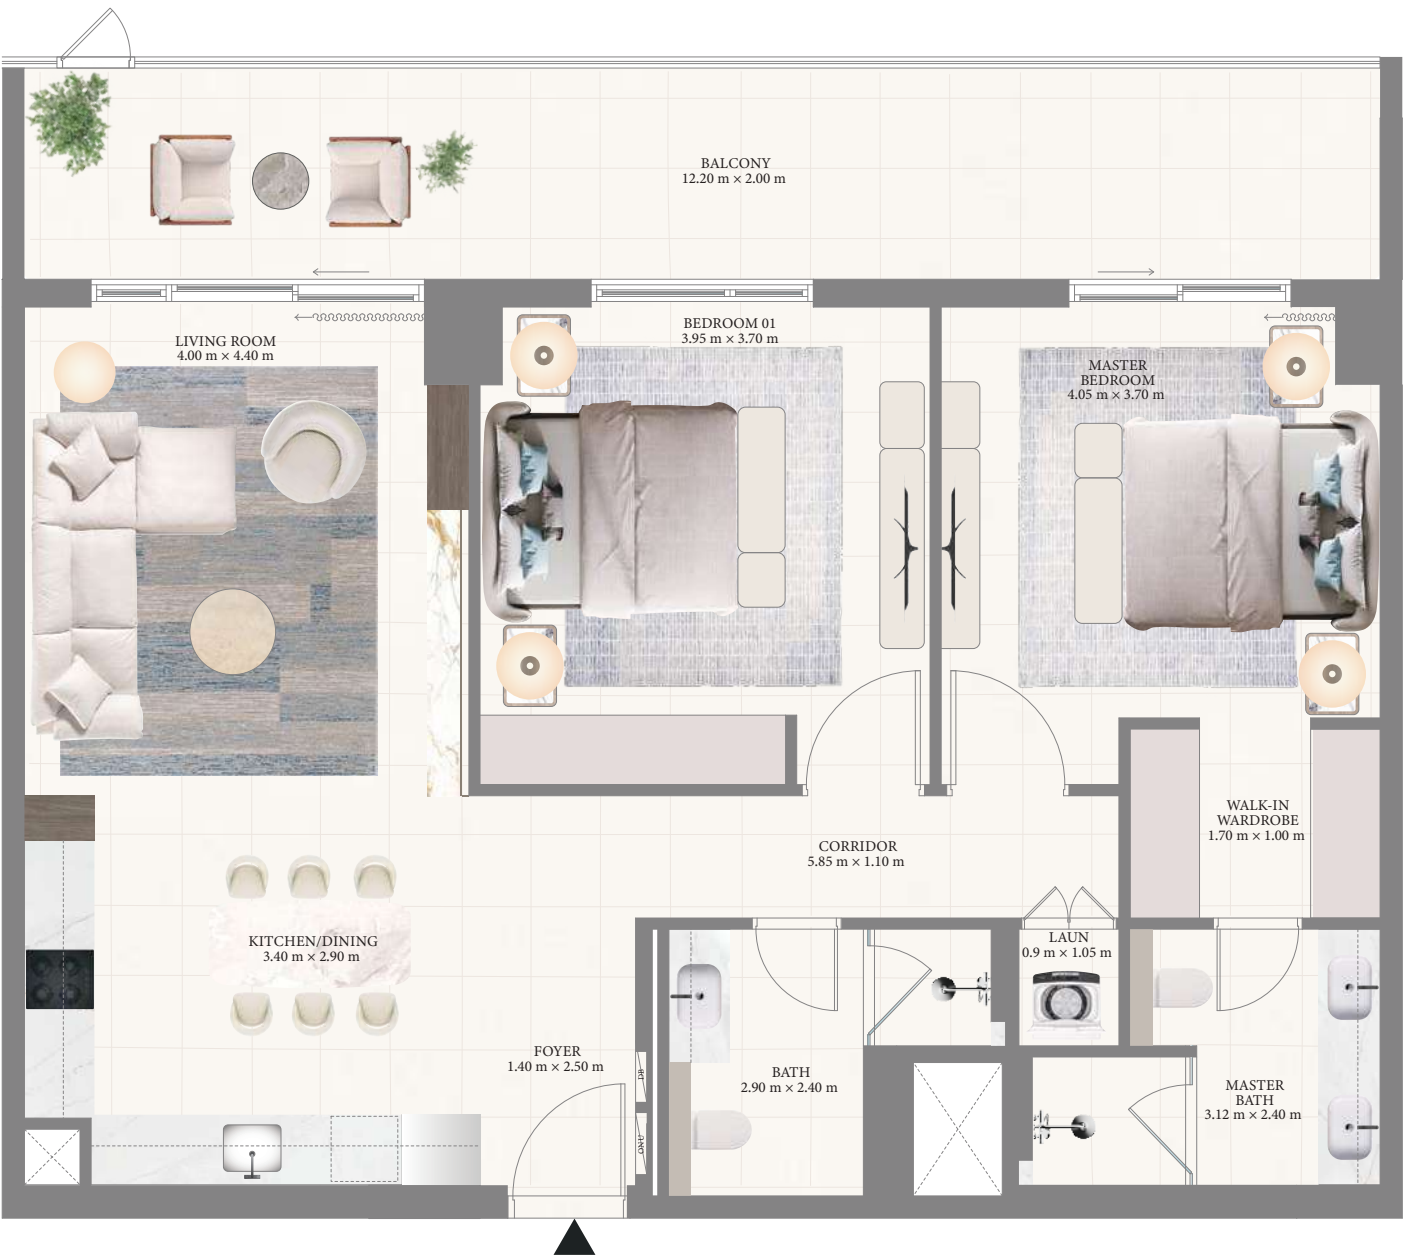 BALCONY
12.20 m × 2.00 m
LIVING ROOM
4.00 m × 4.40 m
BEDROOM 01
3.95 m × 3.70 m
MASTER
BEDROOM
4.05 m × 3.70 m
WALK-IN
WARDROBE
1.70 m × 1.00 m
CORRIDOR
5.85 m × 1.10 m
KITCHEN/DINING
3.40 m × 2.90 m
LAUN
0.9 m × 1.05 m
FOYER
1.40 m × 2.50 m
DB
ONU
BATH
2.90 m × 2.40 m
MASTER
BATH
3.12 m × 2.40 m